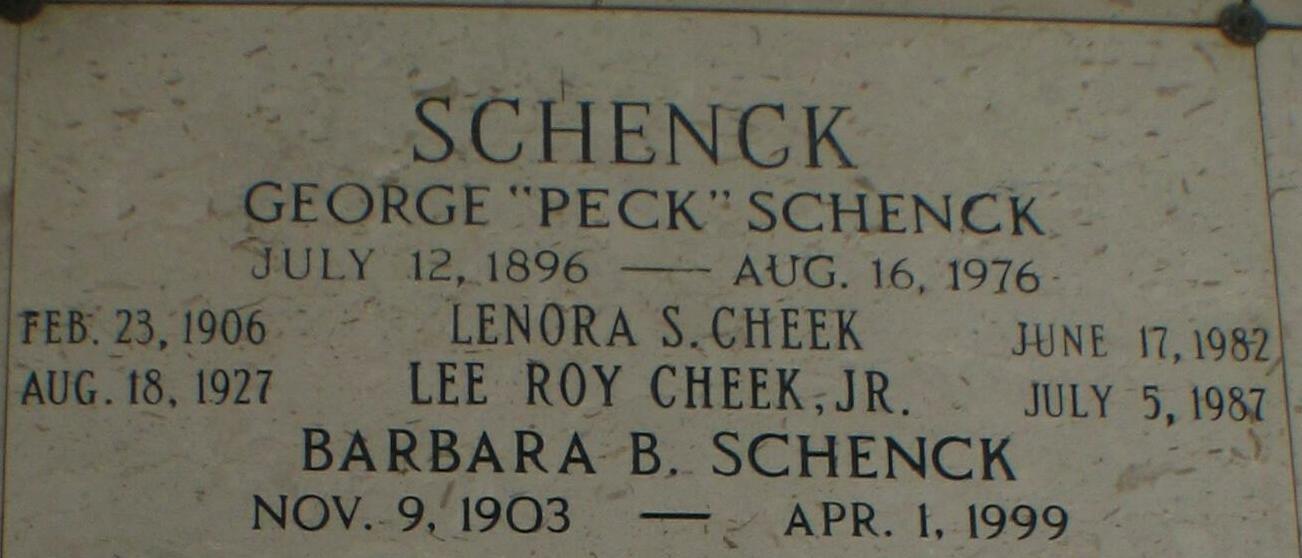 SCHENCK
GEORGE "PECK" SCHENCK
JULY 12, 1896 — AUG. 16, 1976
FEB. 23, 1906 LENORA S. CHEEK JUNE 17, 1982
AUG. 18, 1927 LEE ROY CHEEK, JR. JULY 5, 1987
BARBARA B. SCHENCK
NOV. 9, 1903 — APR. 1, 1999